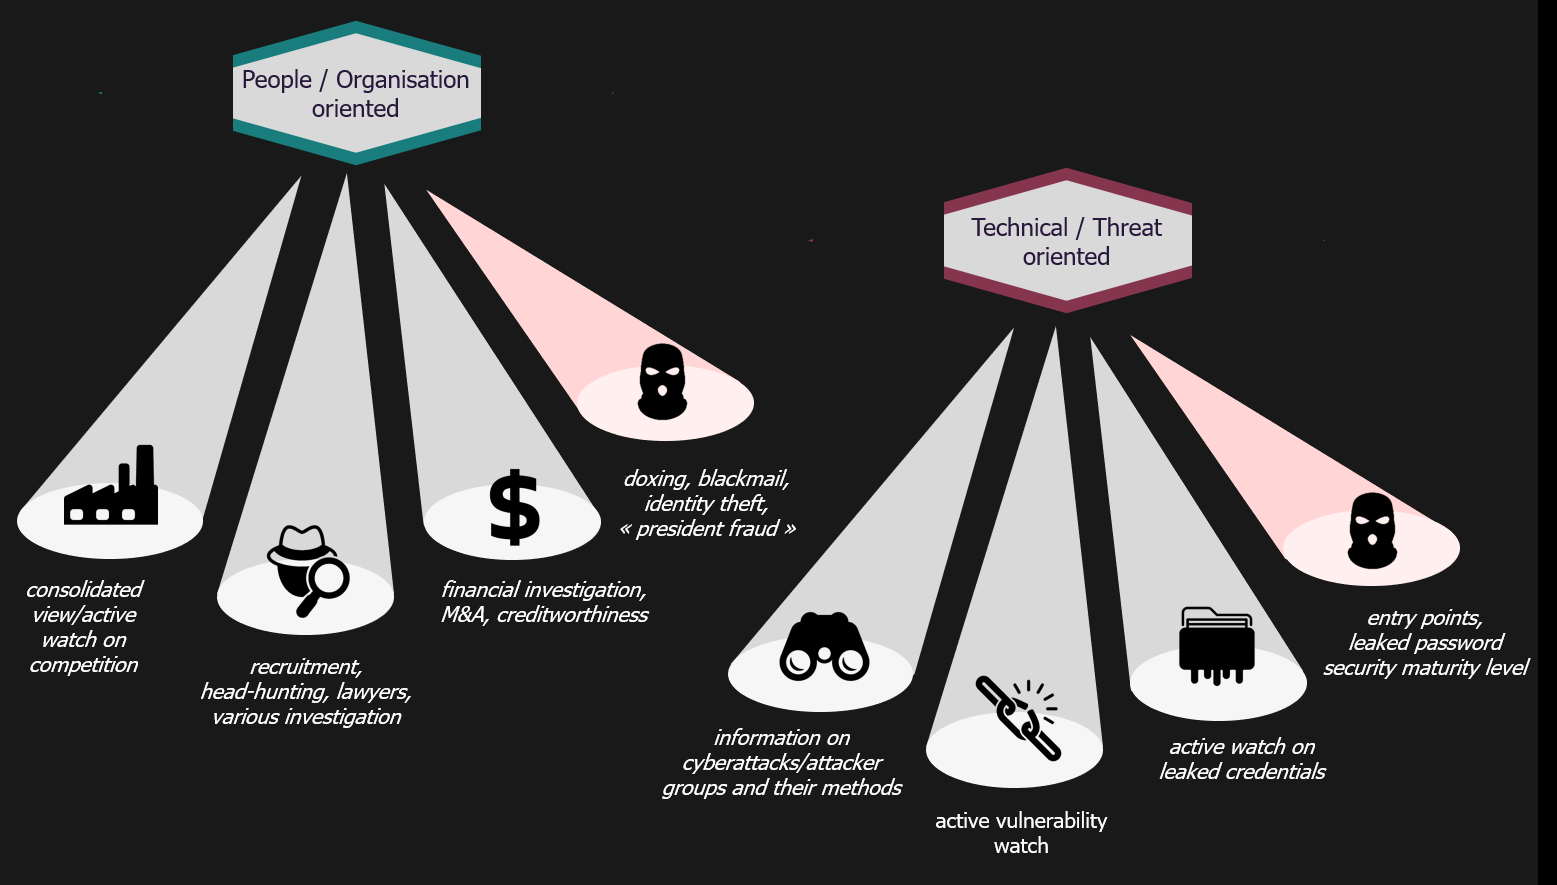 People / Organisation
oriented
Technical / Threat
oriented
doxing, blackmail,
identity theft,
« president fraud »
consolidated
view/active
watch on
competition
financial investigation,
M&A, creditworthiness
recruitment,
head-hunting, lawyers,
various investigation
entry points,
leaked password
security maturity level
information on
cyberattacks/attacker
groups and their methods
active watch on
leaked credentials
active vulnerability
watch